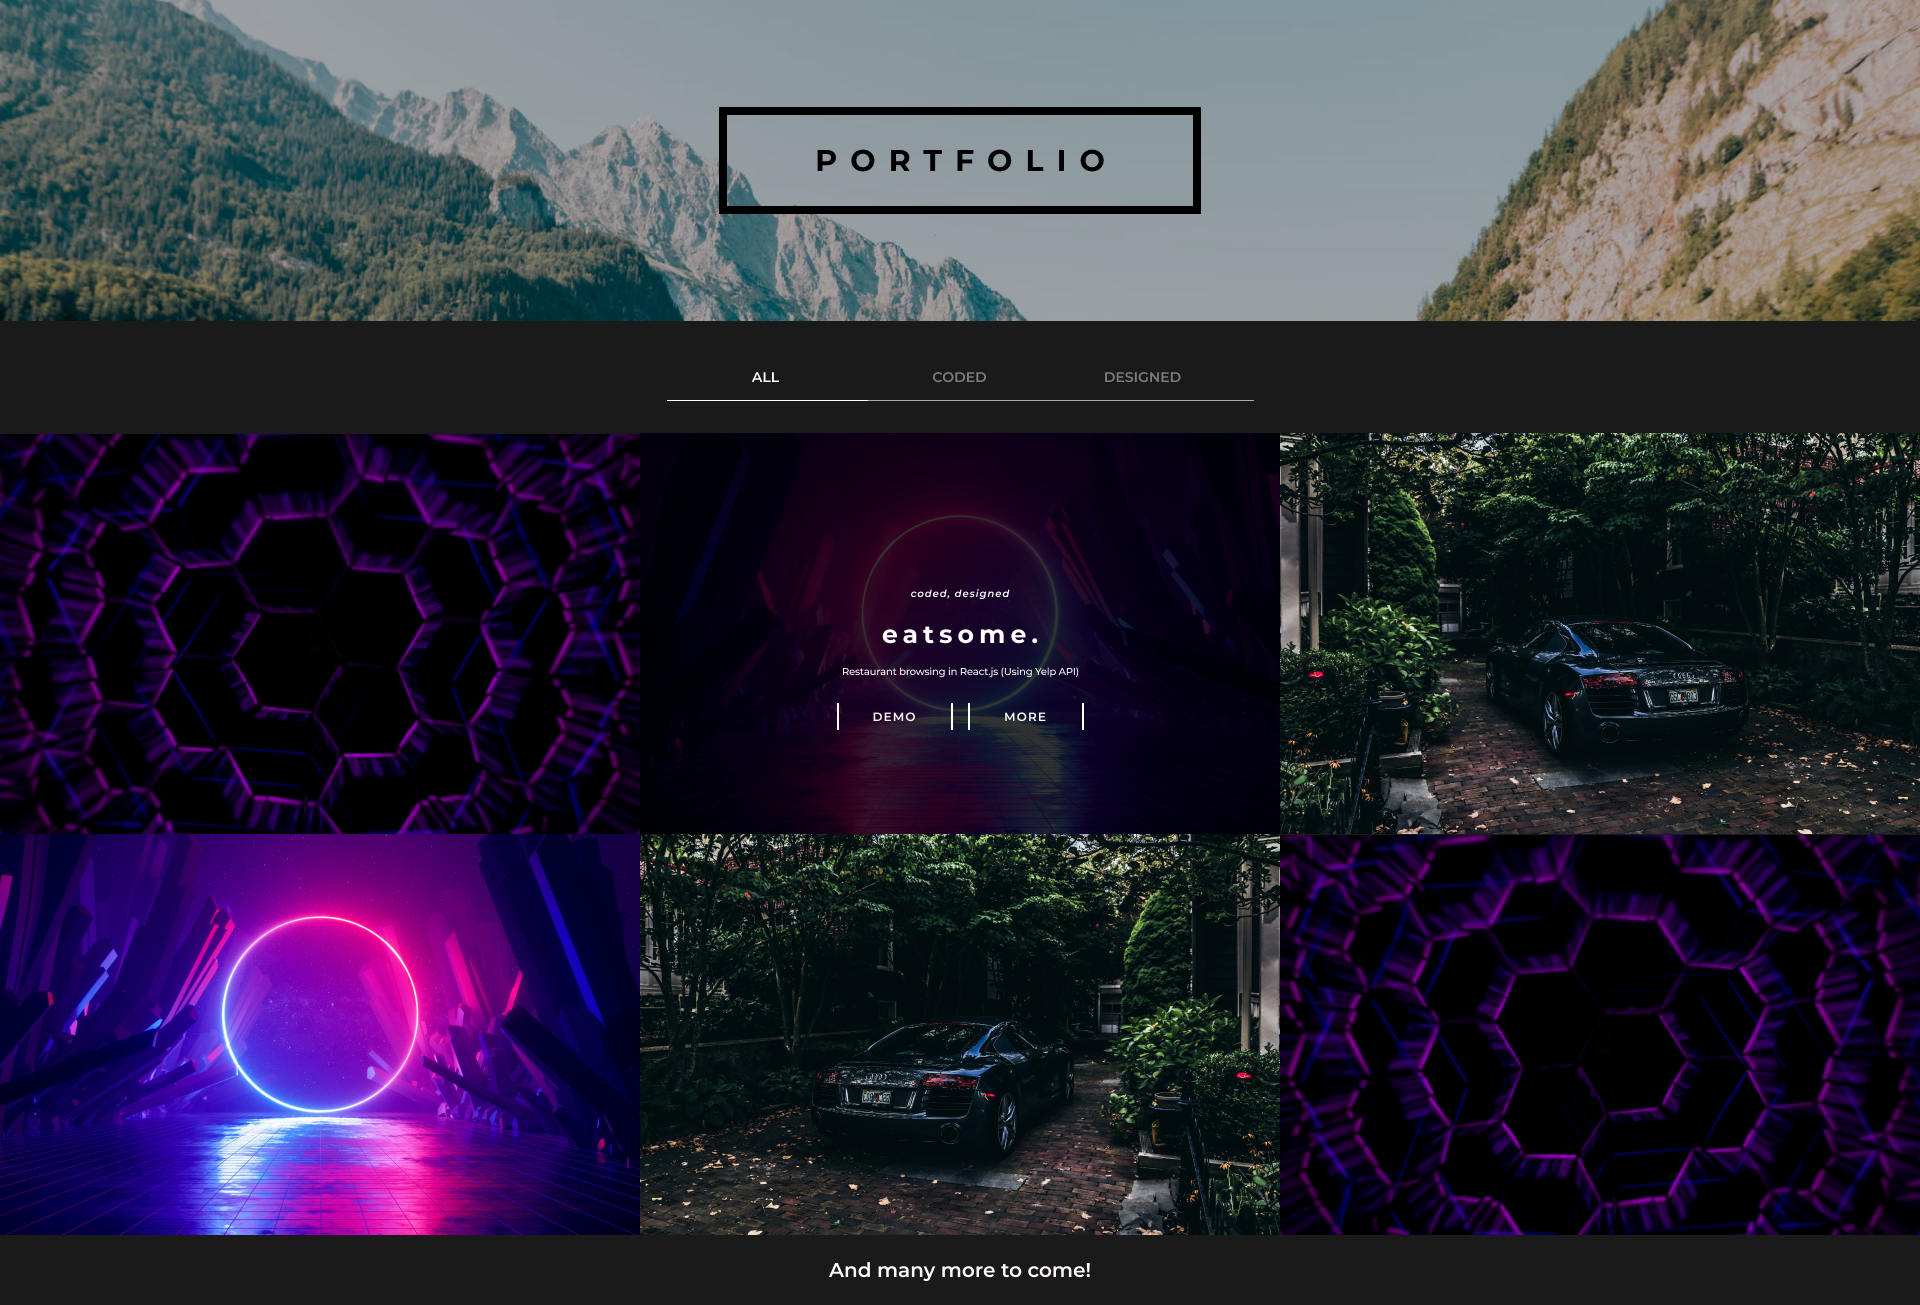 PORTFOLIO
ALL CODED DESIGNED
coded, designed
eatsome.
Restaurant browsing in React.js (Using Yelp API)
DEMO MORE
And many more to come!